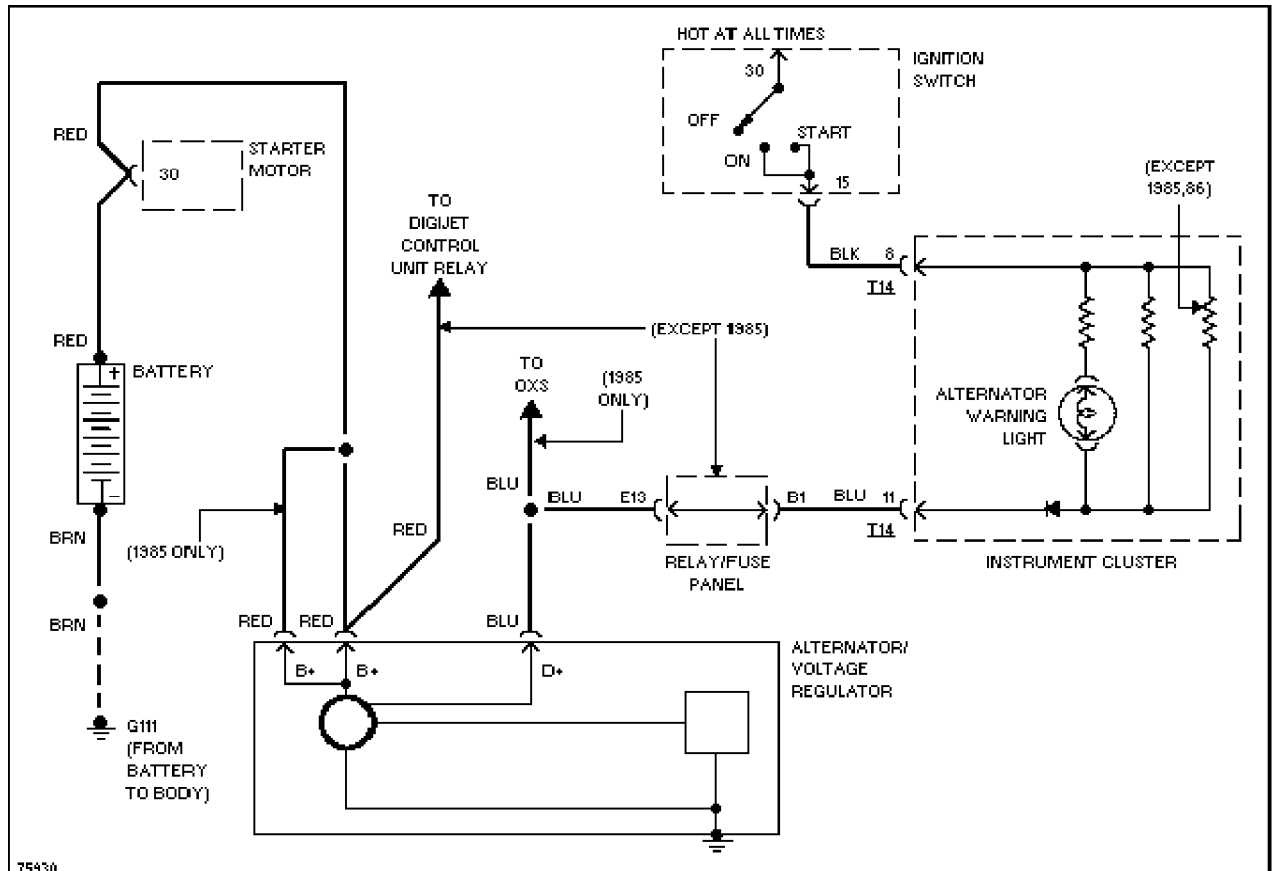 HOT AT ALL TIMES
30
IGNITION
SWITCH
OFF
START
ON
15
RED
30
STARTER
MOTOR
(EXCEPT
1985,86)
TO
DIGIJET
CONTROL
UNIT RELAY
BLK 8
T14
RED
+
BATTERY
-
(EXCEPT 1985)
TO
OXS
(1985
ONLY)
ALTERNATOR
WARNING
LIGHT
BLU
BLU E13
B1 BLU 11
T14
RED
BRN
(1985 ONLY)
RELAY/FUSE
PANEL
INSTRUMENT CLUSTER
BRN
RED RED
BLU
B+
B+
D+
ALTERNATOR/
VOLTAGE
REGULATOR
G111
(FROM
BATTERY
TO BODY)
75930